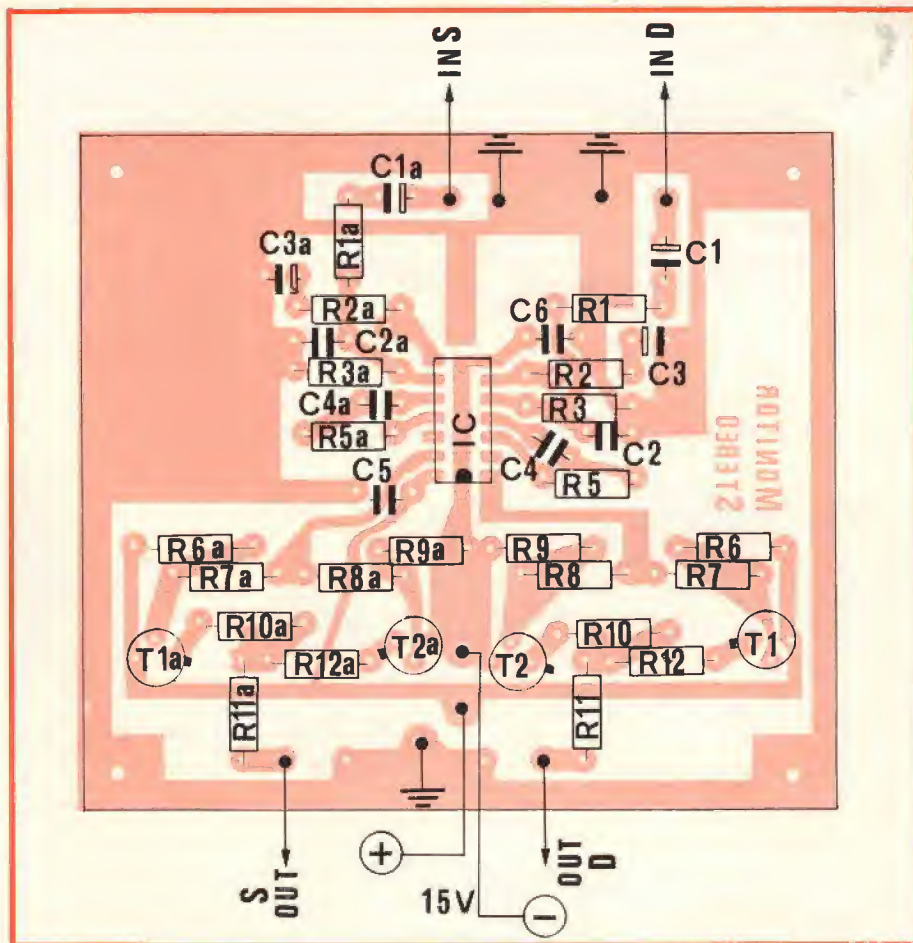 IN S
IN D
C1a
R1a
C3a
C1
R2a
C6
R1
C2a
C3
R3a
R2
C4a
R3
IC
R5a
C4
C2
C5
R5
STEREO
MONITOR
R6a
R9a
R9
R6
R7a
R8a
R8
R7
R10a
R10
T1a
T2a
T2
T1
R12a
R12
R11a
R11
S
OUT
+
15V
−
OUT
D